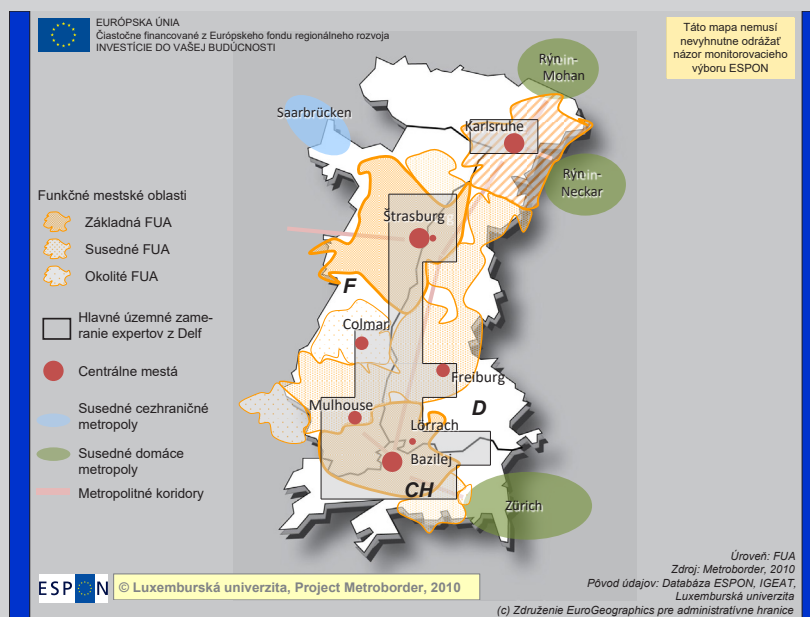 EURÓPSKA ÚNIA
Čiastočne financované z Európskeho fondu regionálneho rozvoja
INVESTÍCIE DO VAŠEJ BUDÚCNOSTI
Táto mapa nemusí
nevyhnutne odrážať
názor monitorovacieho
výboru ESPON
Rýn-
Mohan
Saarbrücken
Karlsruhe
Rýn-
Neckar
Funkčné mestské oblasti
Základná FUA
Susedné FUA
Okolité FUA
Štrasburg
F
Hlavné územné zame-
ranie expertov z Delf
Colmar
Centrálne mestá
Freiburg
Mulhouse
D
Susedné cezhraničné
metropoly
Lörrach
Susedné domáce
metropoly
Bazilej
Metropolitné koridory
CH
Zürich
Úroveň: FUA
Zdroj: Metroborder, 2010
Pôvod údajov: Databáza ESPON, IGEAT,
Luxemburská univerzita
(c) Združenie EuroGeographics pre administratívne hranice
ESPON
© Luxemburská univerzita, Project Metroborder, 2010